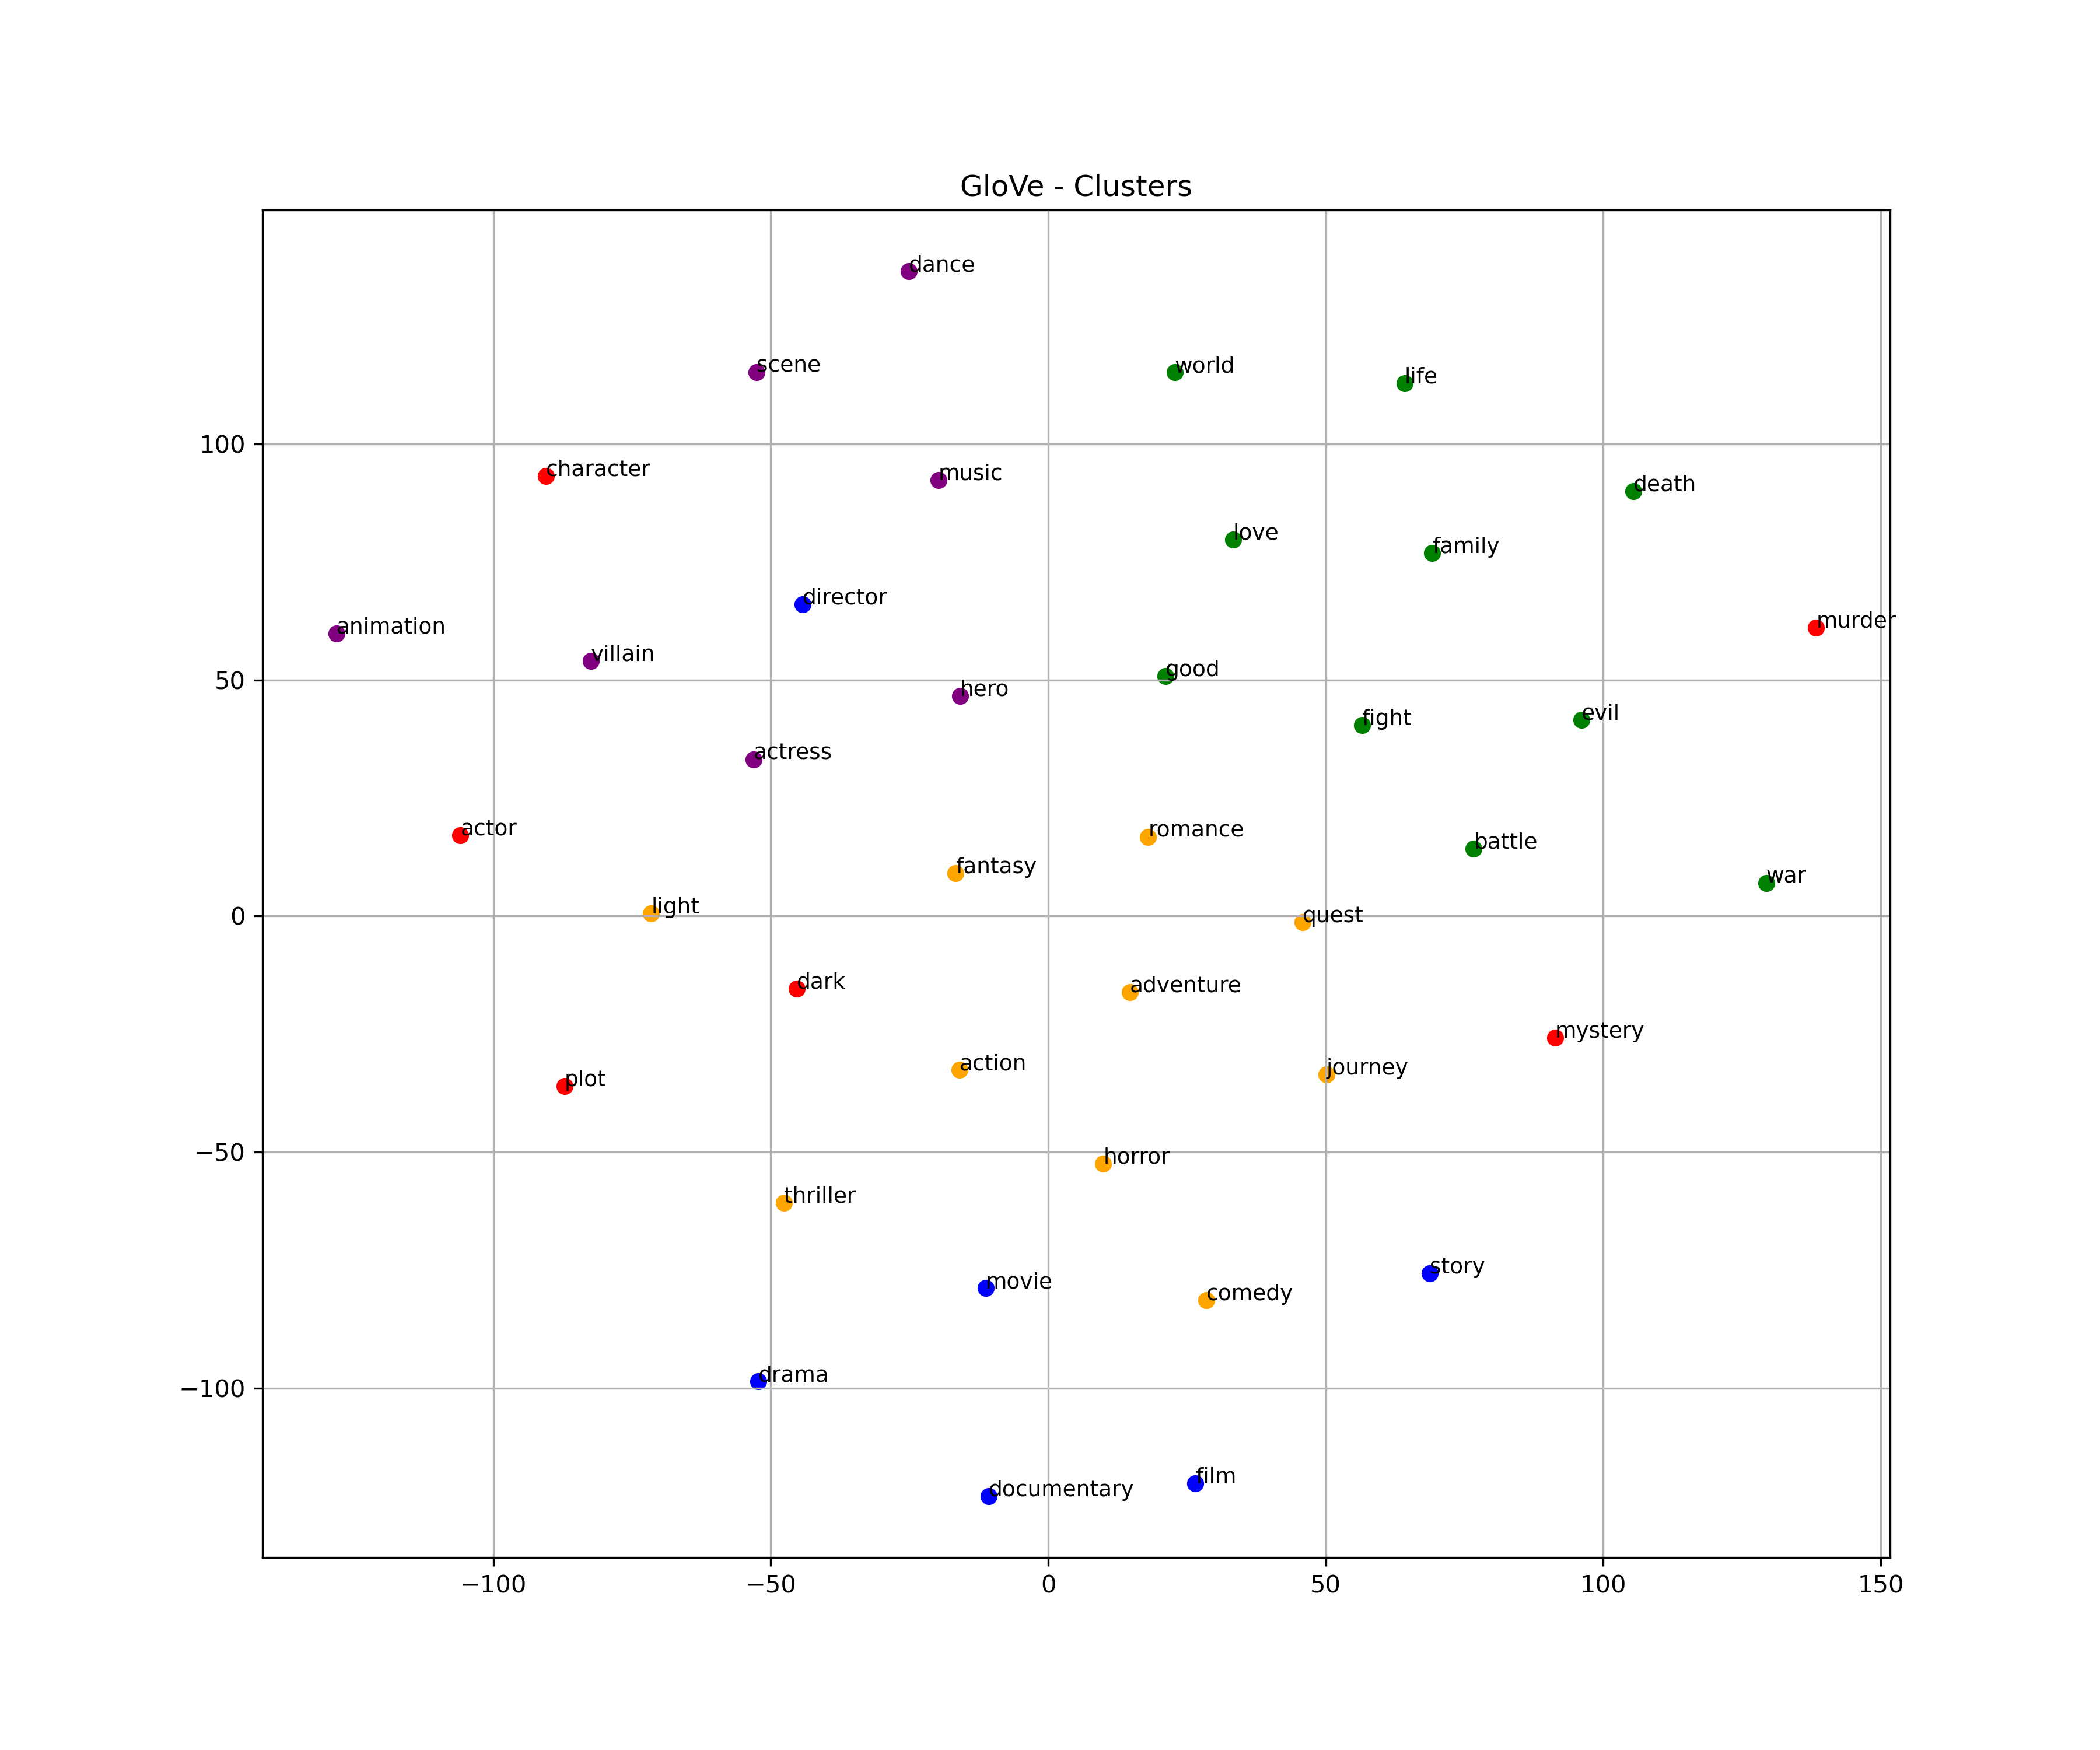 GloVe - Clusters
dance
scene
world
life
100
character
music
death
love
family
director
animation
murder
villain
50
good
hero
evil
fight
actress
actor
romance
battle
fantasy
war
light
0
quest
dark
adventure
mystery
action
journey
plot
−50
horror
thriller
story
movie
comedy
drama
−100
film
documentary
−100 −50 0 50 100 150